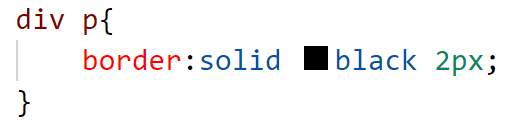 div p{
border:solid black 2px;
}